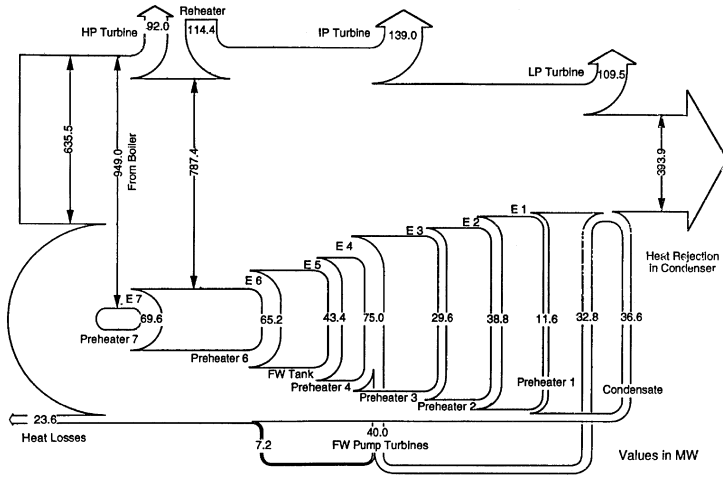 Reheater
HP Turbine
92.0
114.4
IP Turbine
139.0
LP Turbine
109.5
635.5
949.0
From Boiler
787.4
393.9
E 1
E 2
E 3
E 4
E 5
E 6
E 7
Heat Rejection
in Condenser
69.6
65.2
43.4
75.0
29.6
38.8
11.6
32.8
36.6
Preheater 7
Preheater 6
FW Tank
Preheater 4
Preheater 3
Preheater 2
Preheater 1
Condensate
23.6
Heat Losses
7.2
40.0
FW Pump Turbines
Values in MW